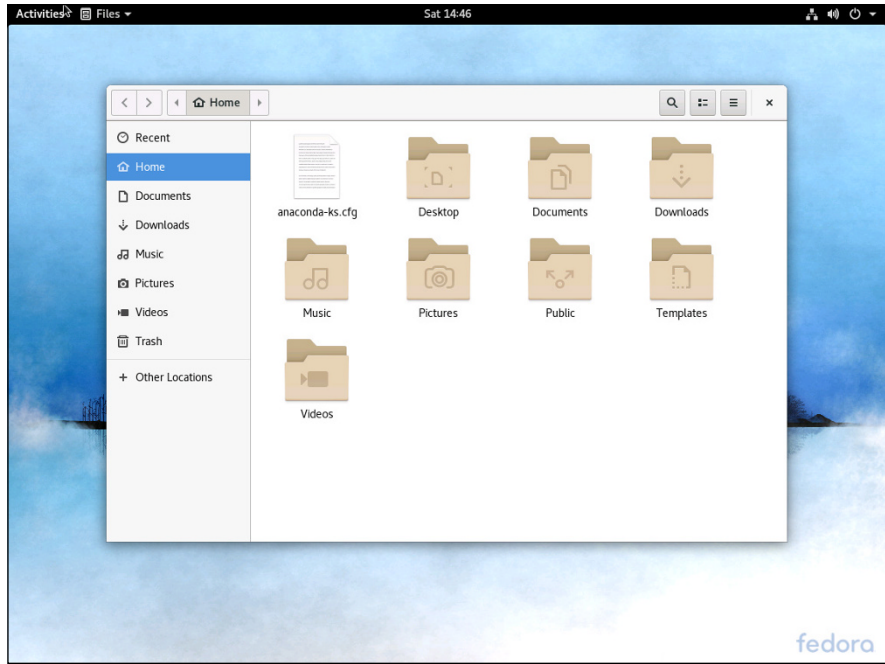 Activities Files Sat 14:46
Home
Recent
Home
Documents
Downloads
Music
Pictures
Videos
Trash
+ Other Locations
anaconda-ks.cfg Desktop Documents Downloads
Music Pictures Public Templates
Videos
fedora